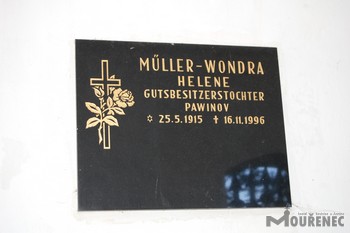 MÜLLER-WONDRA
HELENE
GUTSBESITZERSTOCHTER
PAWINOV
✡ 25.5.1915 ✝ 16.11.1996
MOURENEC